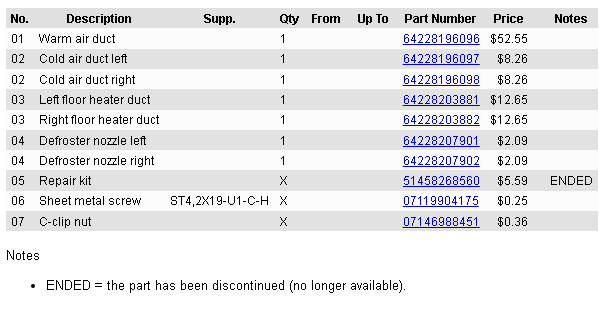 No. Description Supp. Qty From Up To Part Number Price Notes
01 Warm air duct 1 64228196096 $52.55
02 Cold air duct left 1 64228196097 $8.26
02 Cold air duct right 1 64228196098 $8.26
03 Left floor heater duct 1 64228203881 $12.65
03 Right floor heater duct 1 64228203882 $12.65
04 Defroster nozzle left 1 64228207901 $2.09
04 Defroster nozzle right 1 64228207902 $2.09
05 Repair kit X 51458268560 $5.59 ENDED
06 Sheet metal screw ST4,2X19-U1-C-H X 07119904175 $0.25
07 C-clip nut X 07146988451 $0.36
Notes
• ENDED = the part has been discontinued (no longer available).